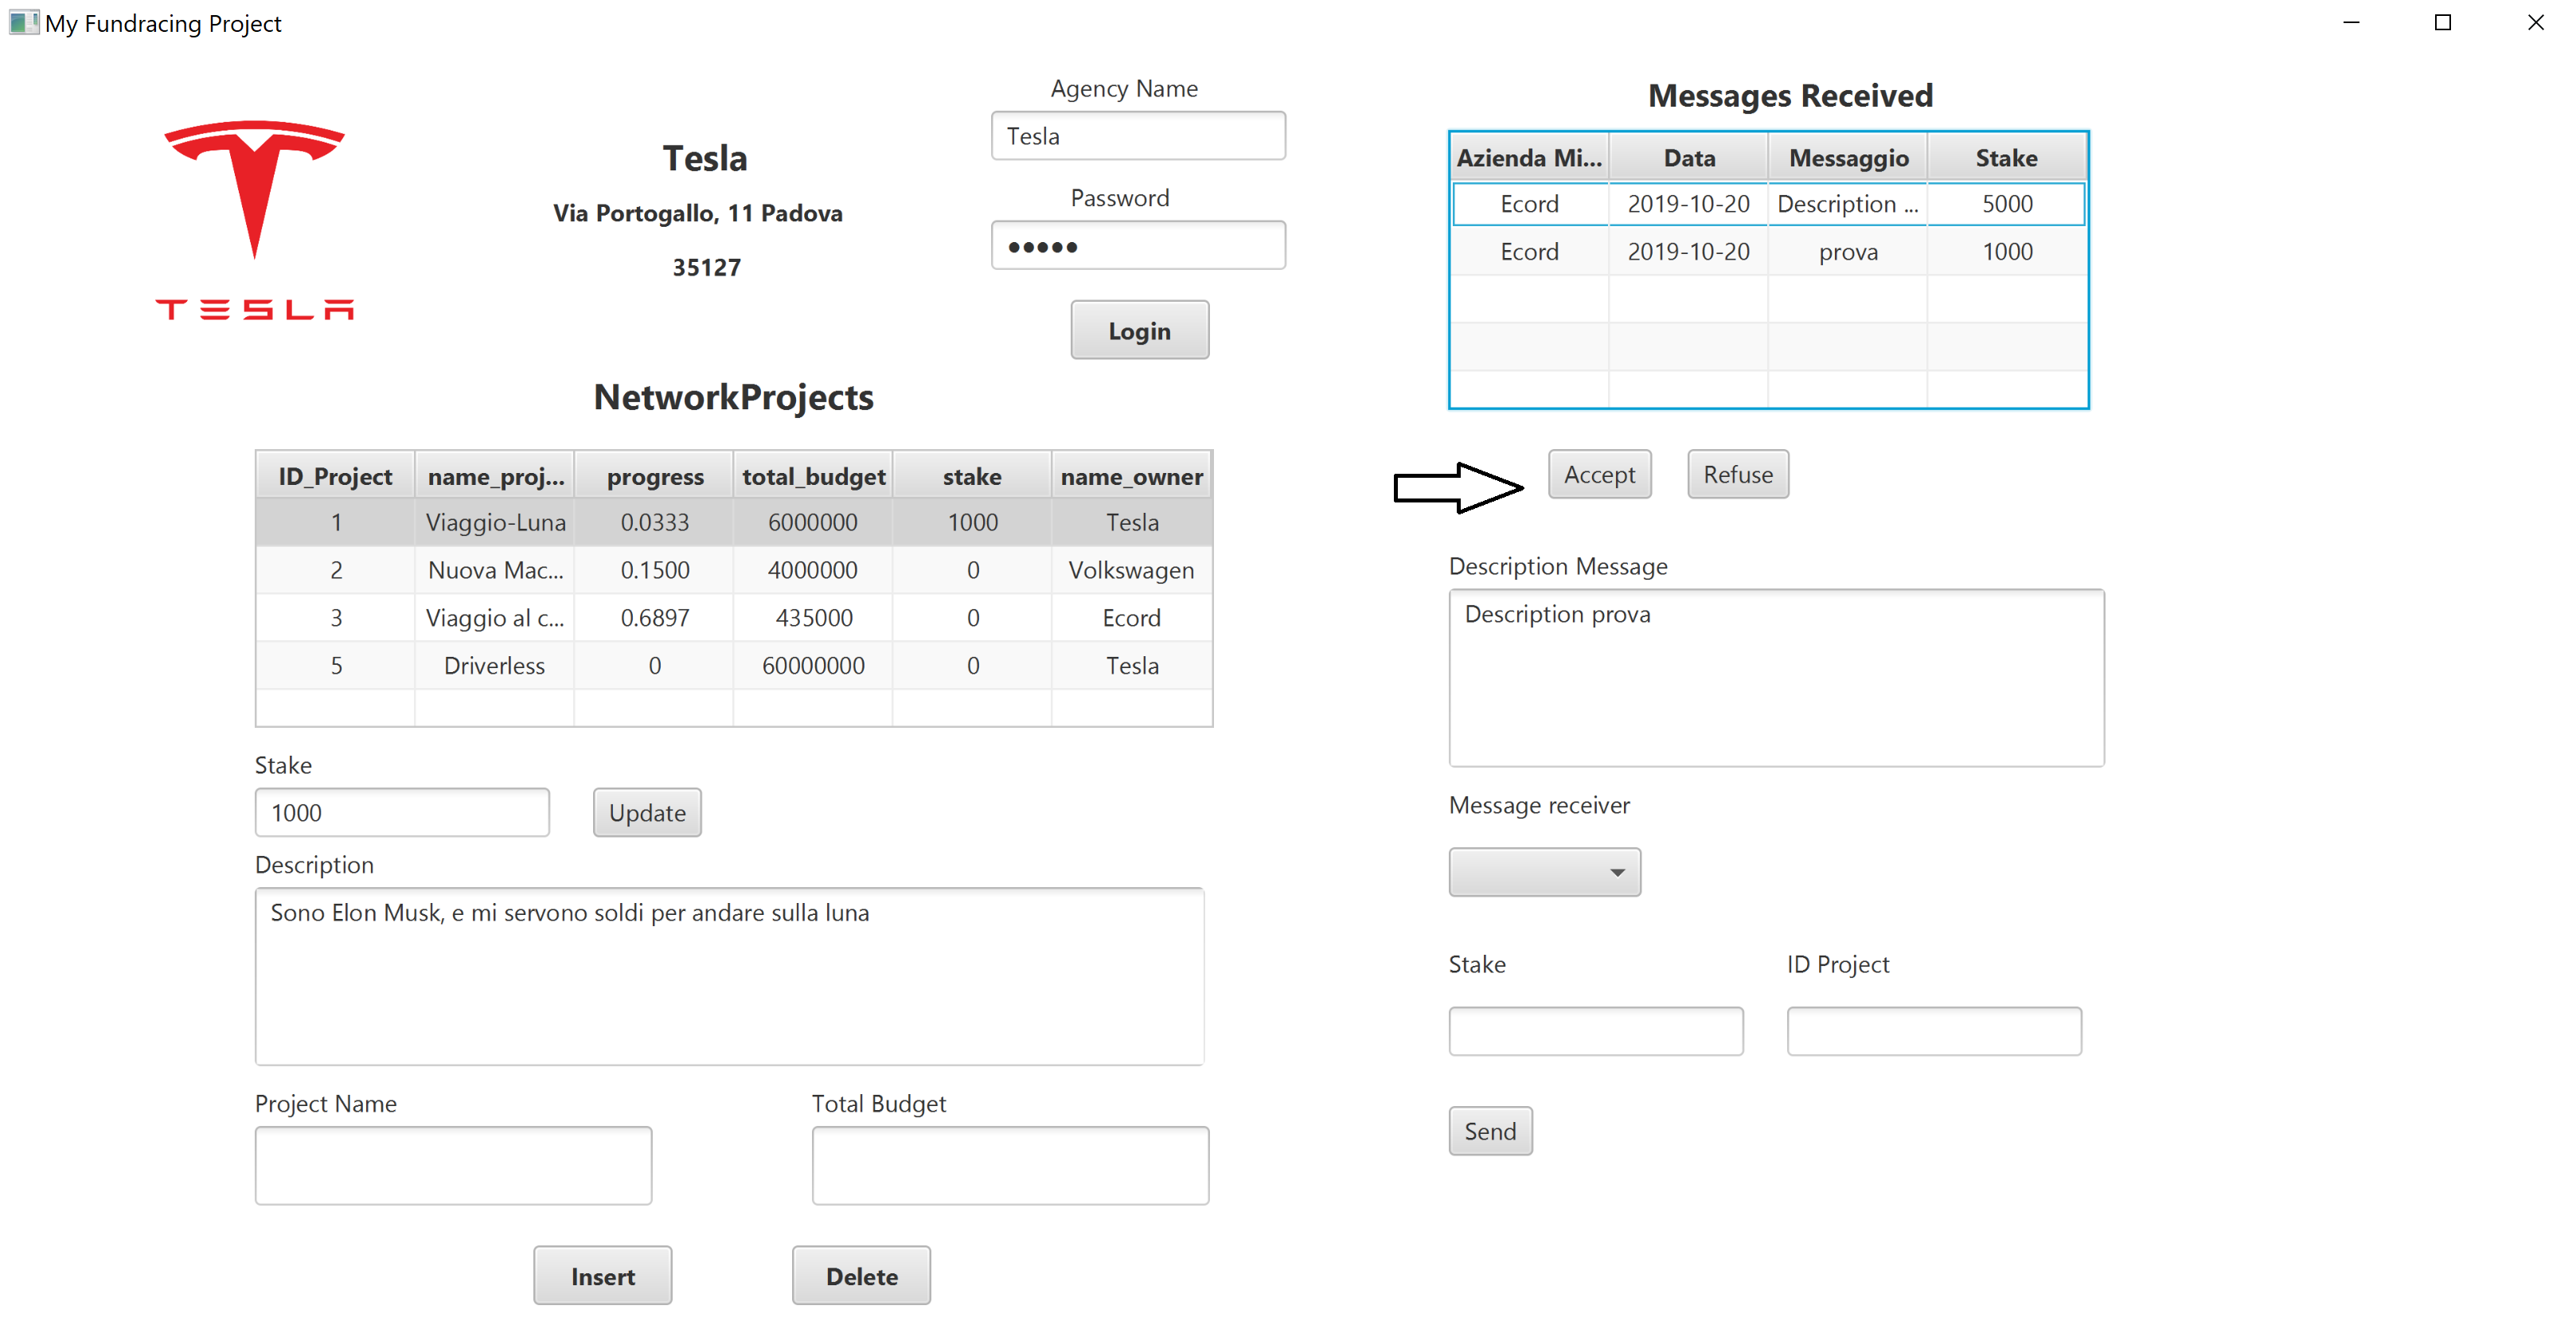 My Fundracing Project
TESLA
Tesla
Via Portogallo, 11 Padova
35127
Agency Name
Tesla
Password
•••••
Login
NetworkProjects
ID_Project name_proj... progress total_budget stake name_owner
1 Viaggio-Luna 0.0333 6000000 1000 Tesla
2 Nuova Mac... 0.1500 4000000 0 Volkswagen
3 Viaggio al c... 0.6897 435000 0 Ecord
5 Driverless 0 60000000 0 Tesla
Stake
1000 Update
Description
Sono Elon Musk, e mi servono soldi per andare sulla luna
Project Name Total Budget
Insert Delete
Messages Received
Azienda Mi... Data Messaggio Stake
Ecord 2019-10-20 Description ... 5000
Ecord 2019-10-20 prova 1000
Accept Refuse
Description Message
Description prova
Message receiver
Stake ID Project
Send